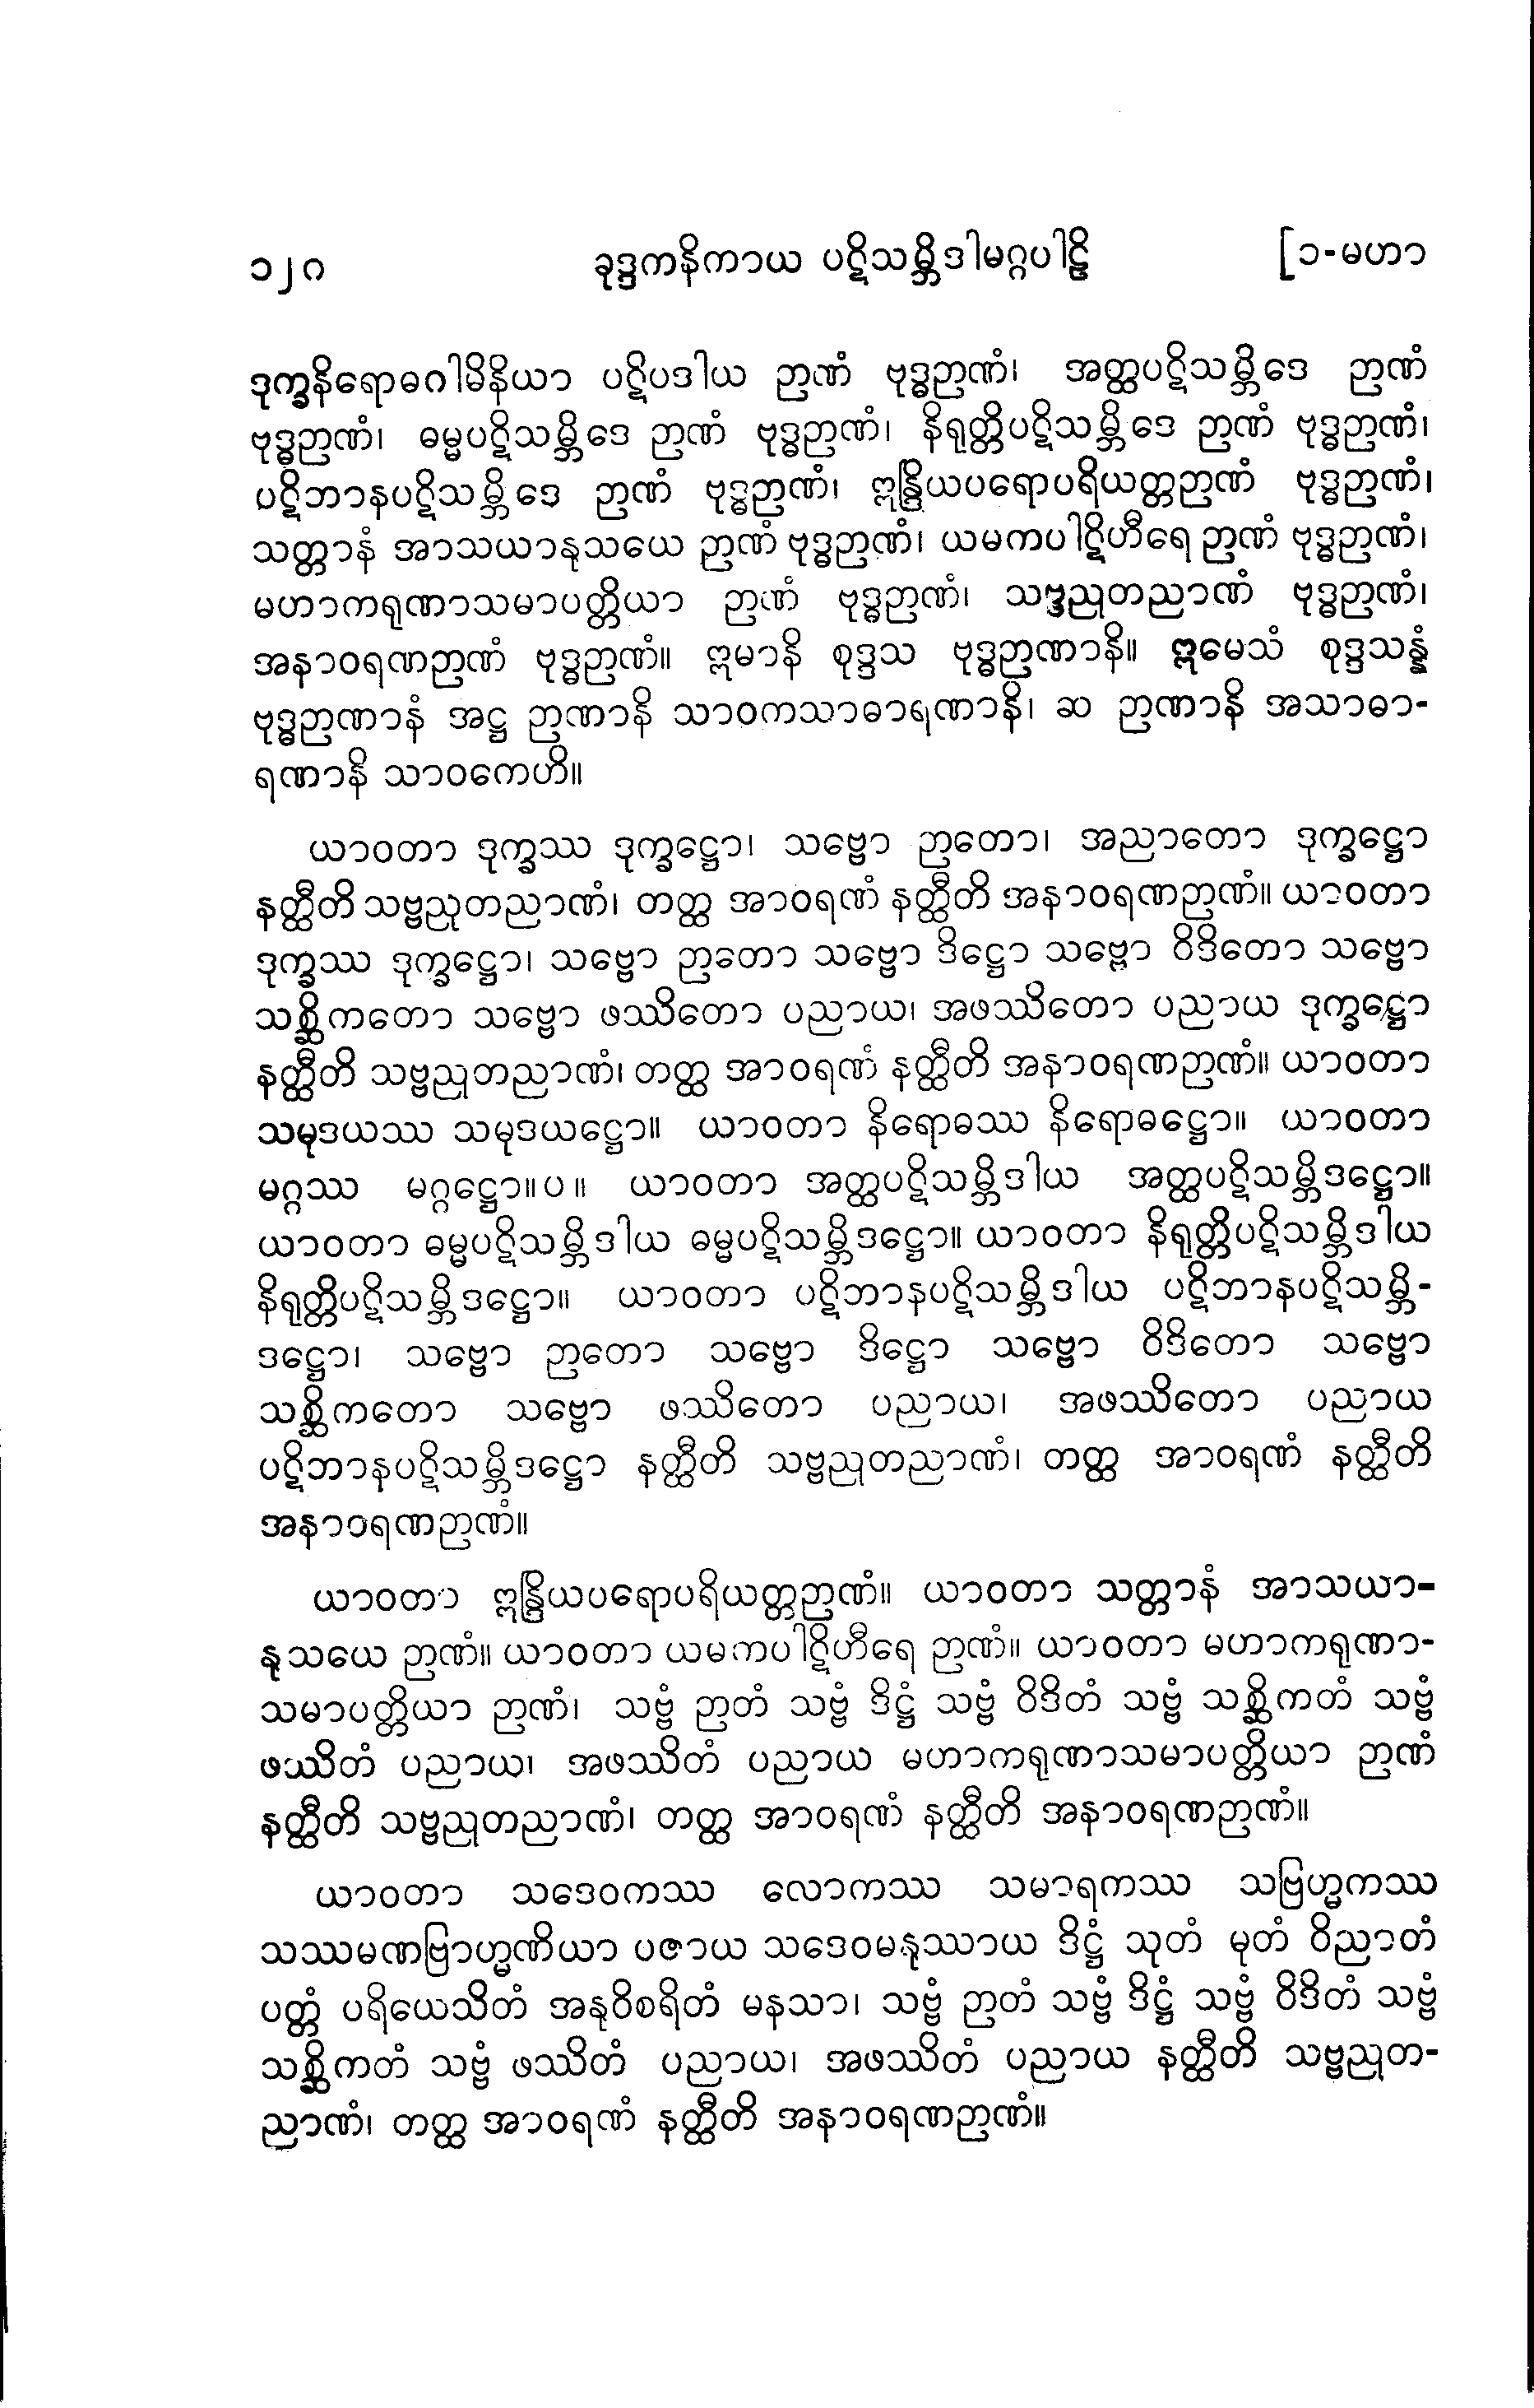 ၁၂၈ ခုဒ္ဒကနိကာယ ပဋိသမ္ဘိဒါမဂ္ဂပါဠိ [၁-မဟာ
ဒုက္ခနိရောဓဂါမိနိယာ ပဋိပဒါယ ဉာဏံ ဗုဒ္ဓဉာဏံ၊ အတ္ထပဋိသမ္ဘိဒေ ဉာဏံ
ဗုဒ္ဓဉာဏံ၊ ဓမ္မပဋိသမ္ဘိဒေ ဉာဏံ ဗုဒ္ဓဉာဏံ၊ နိရုတ္တိပဋိသမ္ဘိဒေ ဉာဏံ ဗုဒ္ဓဉာဏံ၊
ပဋိဘာနပဋိသမ္ဘိဒေ ဉာဏံ ဗုဒ္ဓဉာဏံ၊ ဣန္ဒြိယပရောပရိယတ္တဉာဏံ ဗုဒ္ဓဉာဏံ၊
သတ္တာနံ အာသယာနုသယေ ဉာဏံ ဗုဒ္ဓဉာဏံ၊ ယမကပါဋိဟီရေ ဉာဏံ ဗုဒ္ဓဉာဏံ၊
မဟာကရုဏာသမာပတ္တိယာ ဉာဏံ ဗုဒ္ဓဉာဏံ၊ သဗ္ဗညုတညာဏံ ဗုဒ္ဓဉာဏံ၊
အနာဝရဏဉာဏံ ဗုဒ္ဓဉာဏံ။ ဣမာနိ စုဒ္ဒသ ဗုဒ္ဓဉာဏာနိ။ ဣမေသံ စုဒ္ဒသန္နံ
ဗုဒ္ဓဉာဏာနံ အဋ္ဌ ဉာဏာနိ သာဝကသာဓာရဏာနိ၊ ဆ ဉာဏာနိ အသာဓာ-
ရဏာနိ သာဝကေဟိ။
ယာဝတာ ဒုက္ခဿ ဒုက္ခဋ္ဌော၊ သဗ္ဗော ဉာတော၊ အညာတော ဒုက္ခဋ္ဌော
နတ္ထီတိ သဗ္ဗညုတညာဏံ၊ တတ္ထ အာဝရဏံ နတ္ထီတိ အနာဝရဏဉာဏံ။ ယာဝတာ
ဒုက္ခဿ ဒုက္ခဋ္ဌော၊ သဗ္ဗော ဉာတော သဗ္ဗော ဒိဋ္ဌော သဗ္ဗော ဝိဒိတော သဗ္ဗော
သစ္ဆိကတော သဗ္ဗော ဖဿိတော ပညာယ၊ အဖဿိတော ပညာယ ဒုက္ခဋ္ဌော
နတ္ထီတိ သဗ္ဗညုတညာဏံ၊ တတ္ထ အာဝရဏံ နတ္ထီတိ အနာဝရဏဉာဏံ။ ယာဝတာ
သမုဒယဿ သမုဒယဋ္ဌော။ ယာဝတာ နိရောဓဿ နိရောဓဋ္ဌော။ ယာဝတာ
မဂ္ဂဿ မဂ္ဂဋ္ဌော။ပ။ ယာဝတာ အတ္ထပဋိသမ္ဘိဒါယ အတ္ထပဋိသမ္ဘိဒဋ္ဌော။
ယာဝတာ ဓမ္မပဋိသမ္ဘိဒါယ ဓမ္မပဋိသမ္ဘိဒဋ္ဌော။ ယာဝတာ နိရုတ္တိပဋိသမ္ဘိဒါယ
နိရုတ္တိပဋိသမ္ဘိဒဋ္ဌော။ ယာဝတာ ပဋိဘာနပဋိသမ္ဘိဒါယ ပဋိဘာနပဋိသမ္ဘိ-
ဒဋ္ဌော၊ သဗ္ဗော ဉာတော သဗ္ဗော ဒိဋ္ဌော သဗ္ဗော ဝိဒိတော သဗ္ဗော
သစ္ဆိကတော သဗ္ဗော ဖဿိတော ပညာယ၊ အဖဿိတော ပညာယ
ပဋိဘာနပဋိသမ္ဘိဒဋ္ဌော နတ္ထီတိ သဗ္ဗညုတညာဏံ၊ တတ္ထ အာဝရဏံ နတ္ထီတိ
အနာဝရဏဉာဏံ။
ယာဝတာ ဣန္ဒြိယပရောပရိယတ္တဉာဏံ။ ယာဝတာ သတ္တာနံ အာသယာ-
နုသယေ ဉာဏံ။ ယာဝတာ ယမကပါဋိဟီရေ ဉာဏံ။ ယာဝတာ မဟာကရုဏာ-
သမာပတ္တိယာ ဉာဏံ၊ သဗ္ဗံ ဉာတံ သဗ္ဗံ ဒိဋ္ဌံ သဗ္ဗံ ဝိဒိတံ သဗ္ဗံ သစ္ဆိကတံ သဗ္ဗံ
ဖဿိတံ ပညာယ၊ အဖဿိတံ ပညာယ မဟာကရုဏာသမာပတ္တိယာ ဉာဏံ
နတ္ထီတိ သဗ္ဗညုတညာဏံ၊ တတ္ထ အာဝရဏံ နတ္ထီတိ အနာဝရဏဉာဏံ။
ယာဝတာ သဒေဝကဿ လောကဿ သမာရကဿ သဗြဟ္မကဿ
သဿမဏဗြာဟ္မဏိယာ ပဇာယ သဒေဝမနုဿာယ ဒိဋ္ဌံ သုတံ မုတံ ဝိညာတံ
ပတ္တံ ပရိယေသိတံ အနုဝိစရိတံ မနသာ၊ သဗ္ဗံ ဉာတံ သဗ္ဗံ ဒိဋ္ဌံ သဗ္ဗံ ဝိဒိတံ သဗ္ဗံ
သစ္ဆိကတံ သဗ္ဗံ ဖဿိတံ ပညာယ၊ အဖဿိတံ ပညာယ နတ္ထီတိ သဗ္ဗညုတ-
ညာဏံ၊ တတ္ထ အာဝရဏံ နတ္ထီတိ အနာဝရဏဉာဏံ။